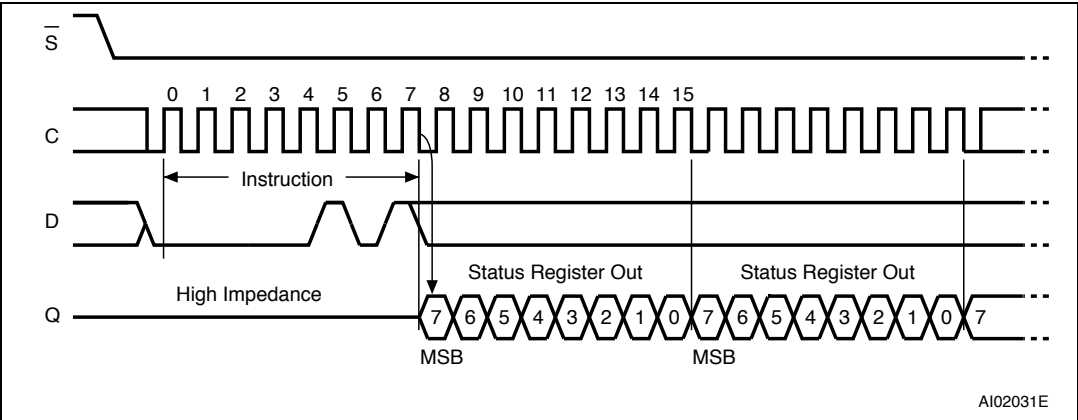 S
0 1 2 3 4 5 6 7 8 9 10 11 12 13 14 15
C
Instruction
D
Status Register Out Status Register Out
High Impedance
Q 7 6 5 4 3 2 1 0 7 6 5 4 3 2 1 0 7
MSB MSB
AI02031E